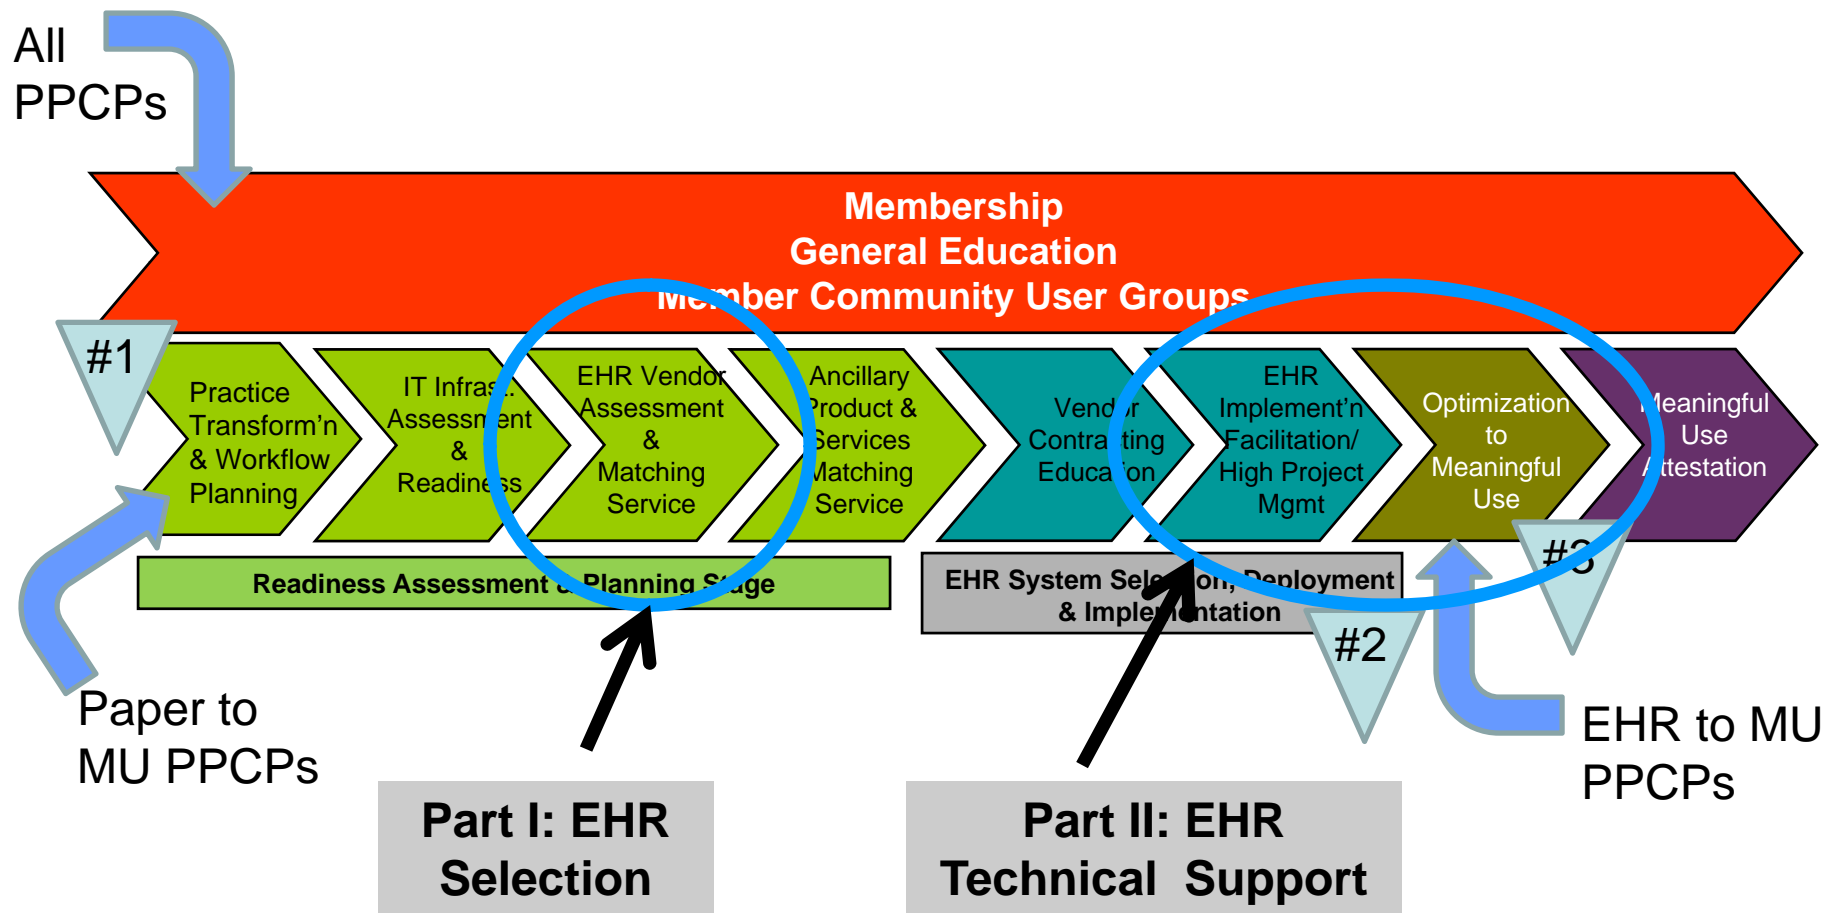 All
PPCPs
Membership
General Education
Member Community User Groups
#1
Practice
Transform'n
& Workflow
Planning
IT Infrast.
Assessment
&
Readiness
EHR Vendor
Assessment
&
Matching
Service
Ancillary
Product &
Services
Matching
Service
Vendor
Contracting
Education
EHR
Implement'n
Facilitation/
High Project
Mgmt
Optimization
to
Meaningful
Use
Meaningful
Use
Attestation
Readiness Assessment & Planning Stage
EHR System Selection, Deployment
& Implementation
#2
#3
Paper to
MU PPCPs
EHR to MU
PPCPs
Part I: EHR
Selection
Part II: EHR
Technical Support